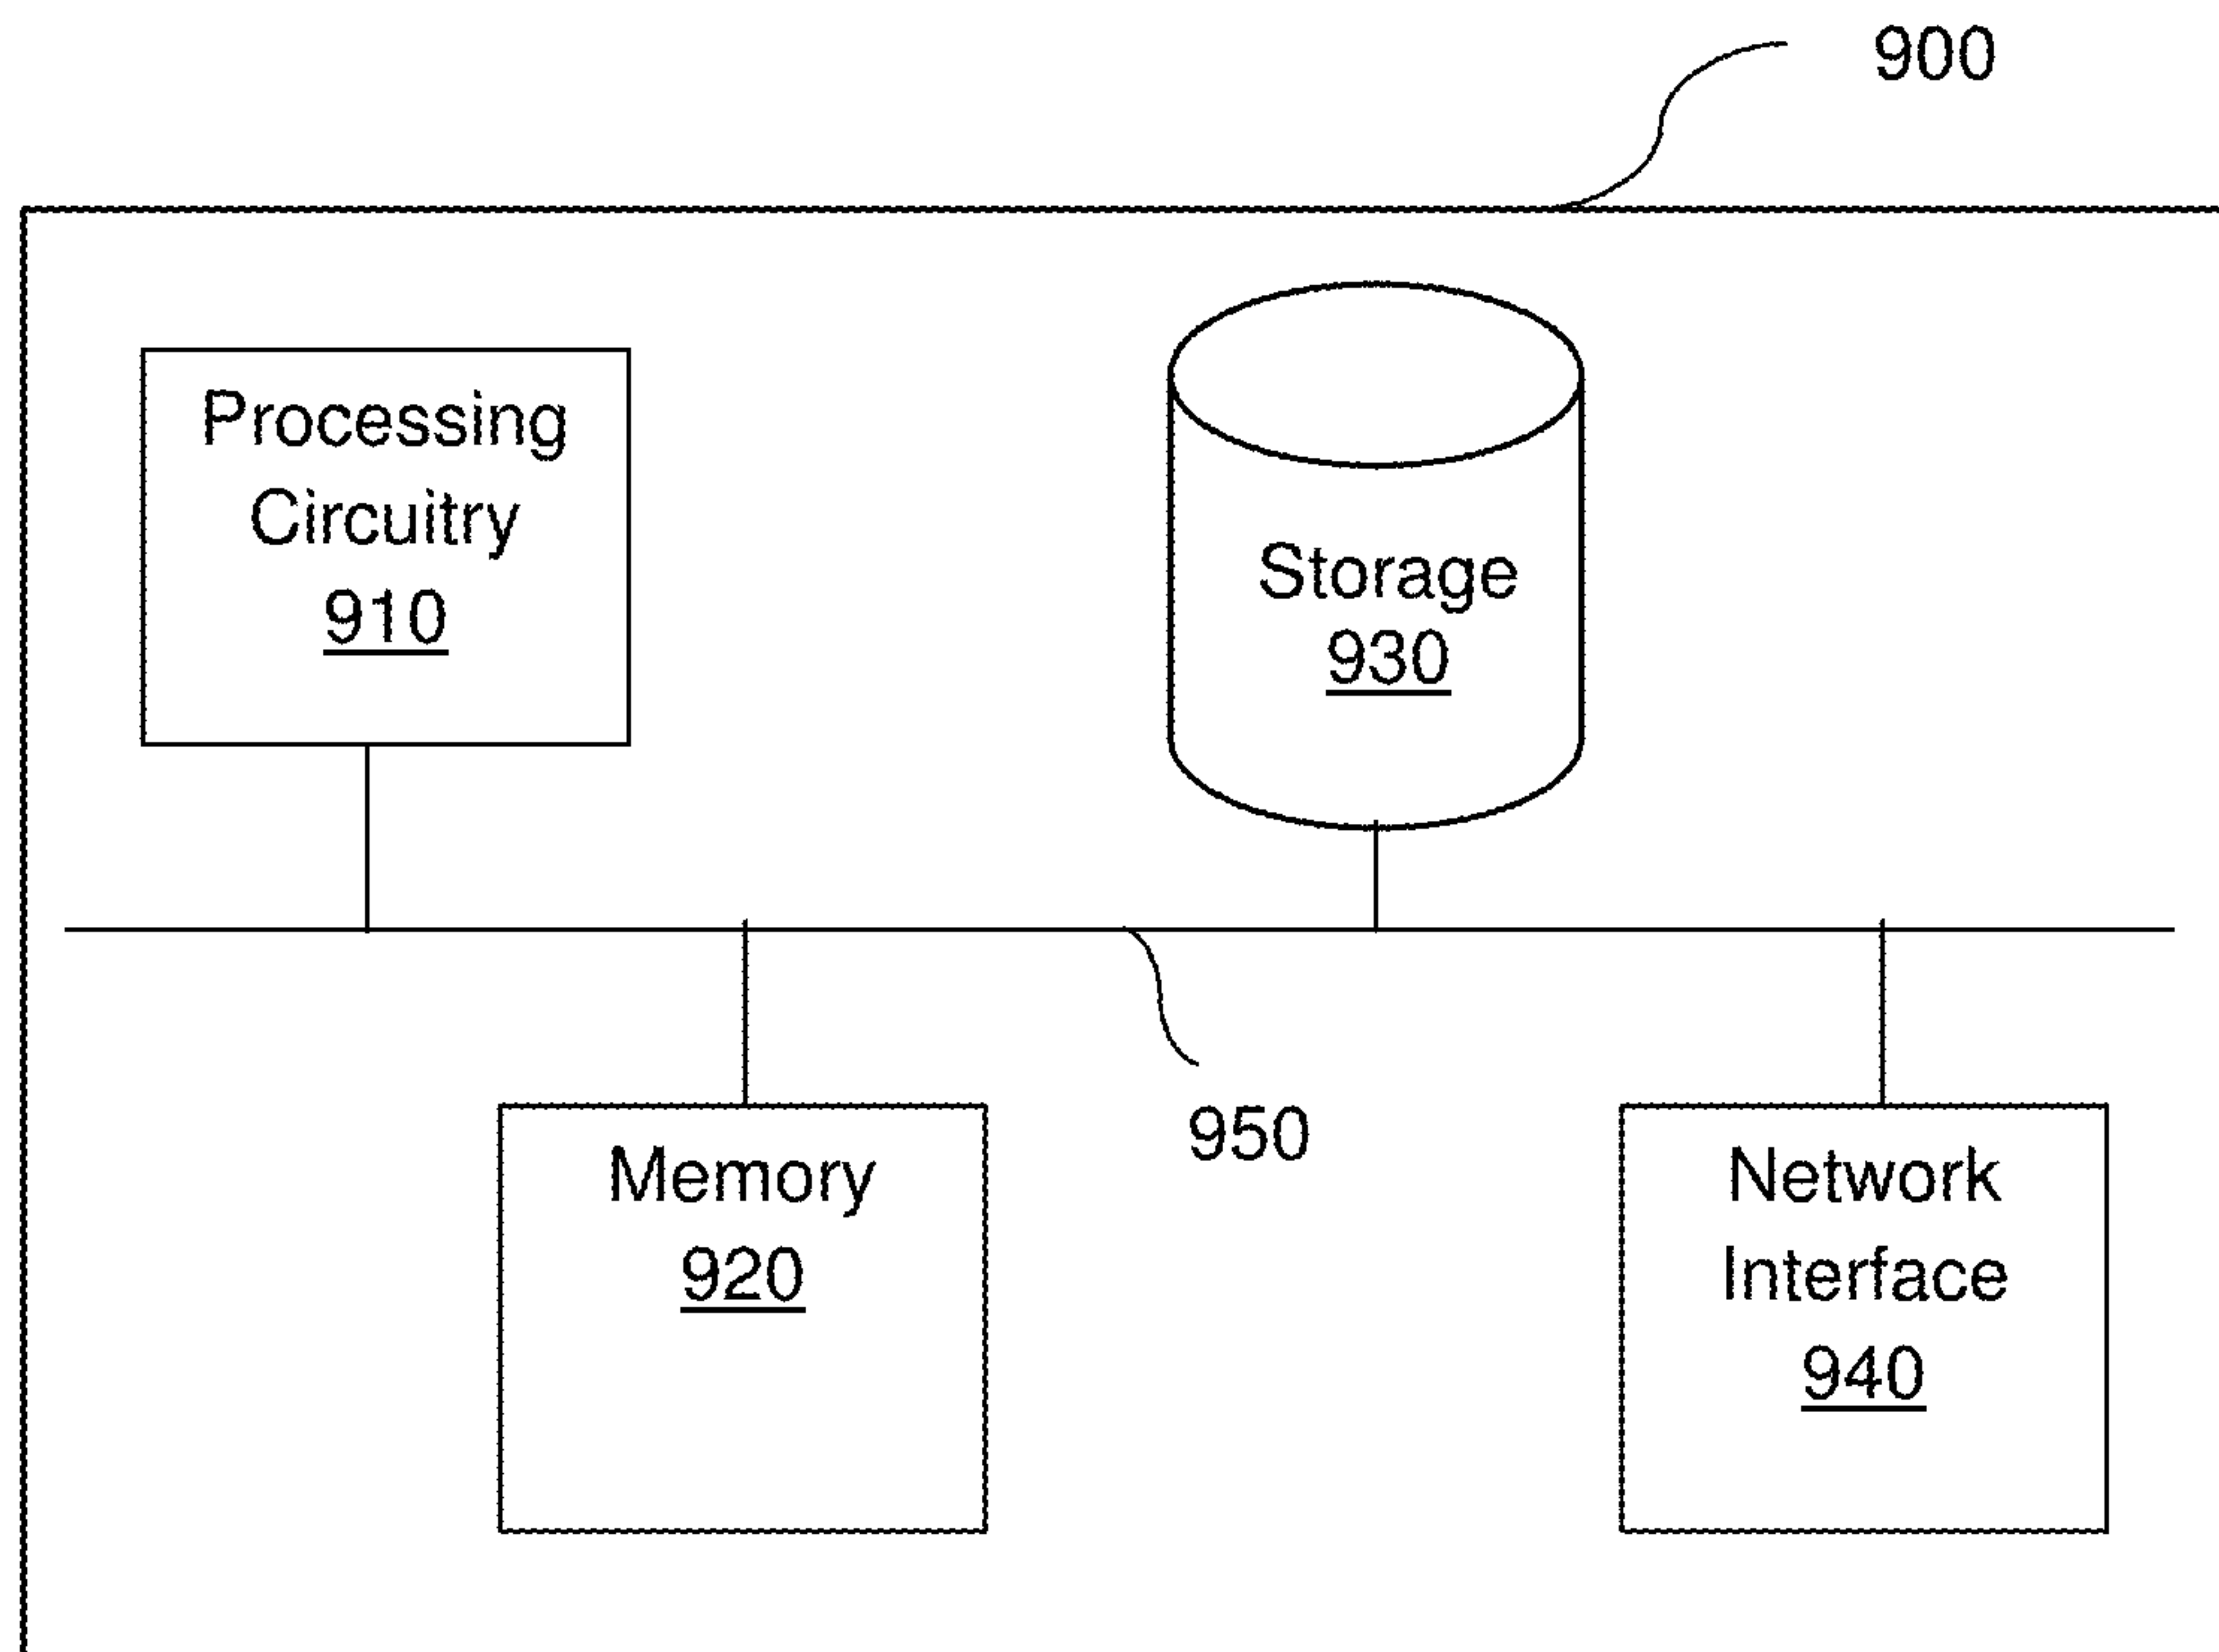 900
Processing
Circuitry
910
Storage
930
950
Memory
920
Network
Interface
940